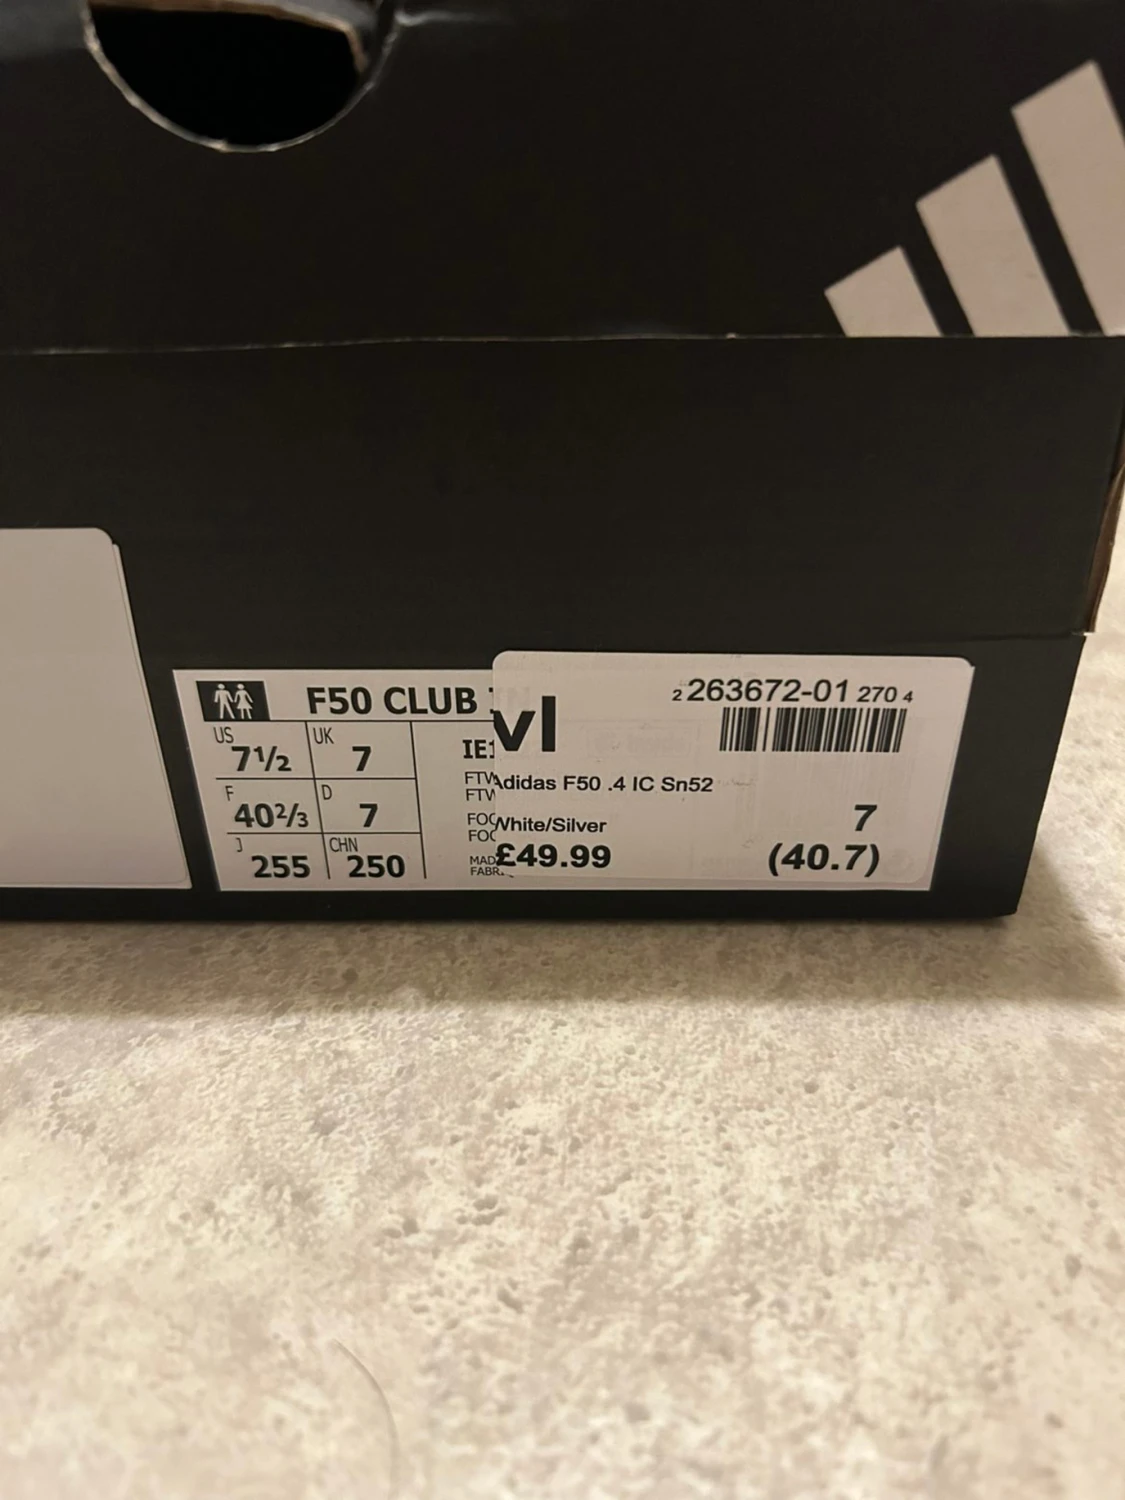 F50 CLUB
US 7½ UK 7
F 40⅔ D 7
J 255 CHN 250
2 263672-01 270 4
vl
Adidas F50 .4 IC Sn52
White/Silver 7
£49.99 (40.7)